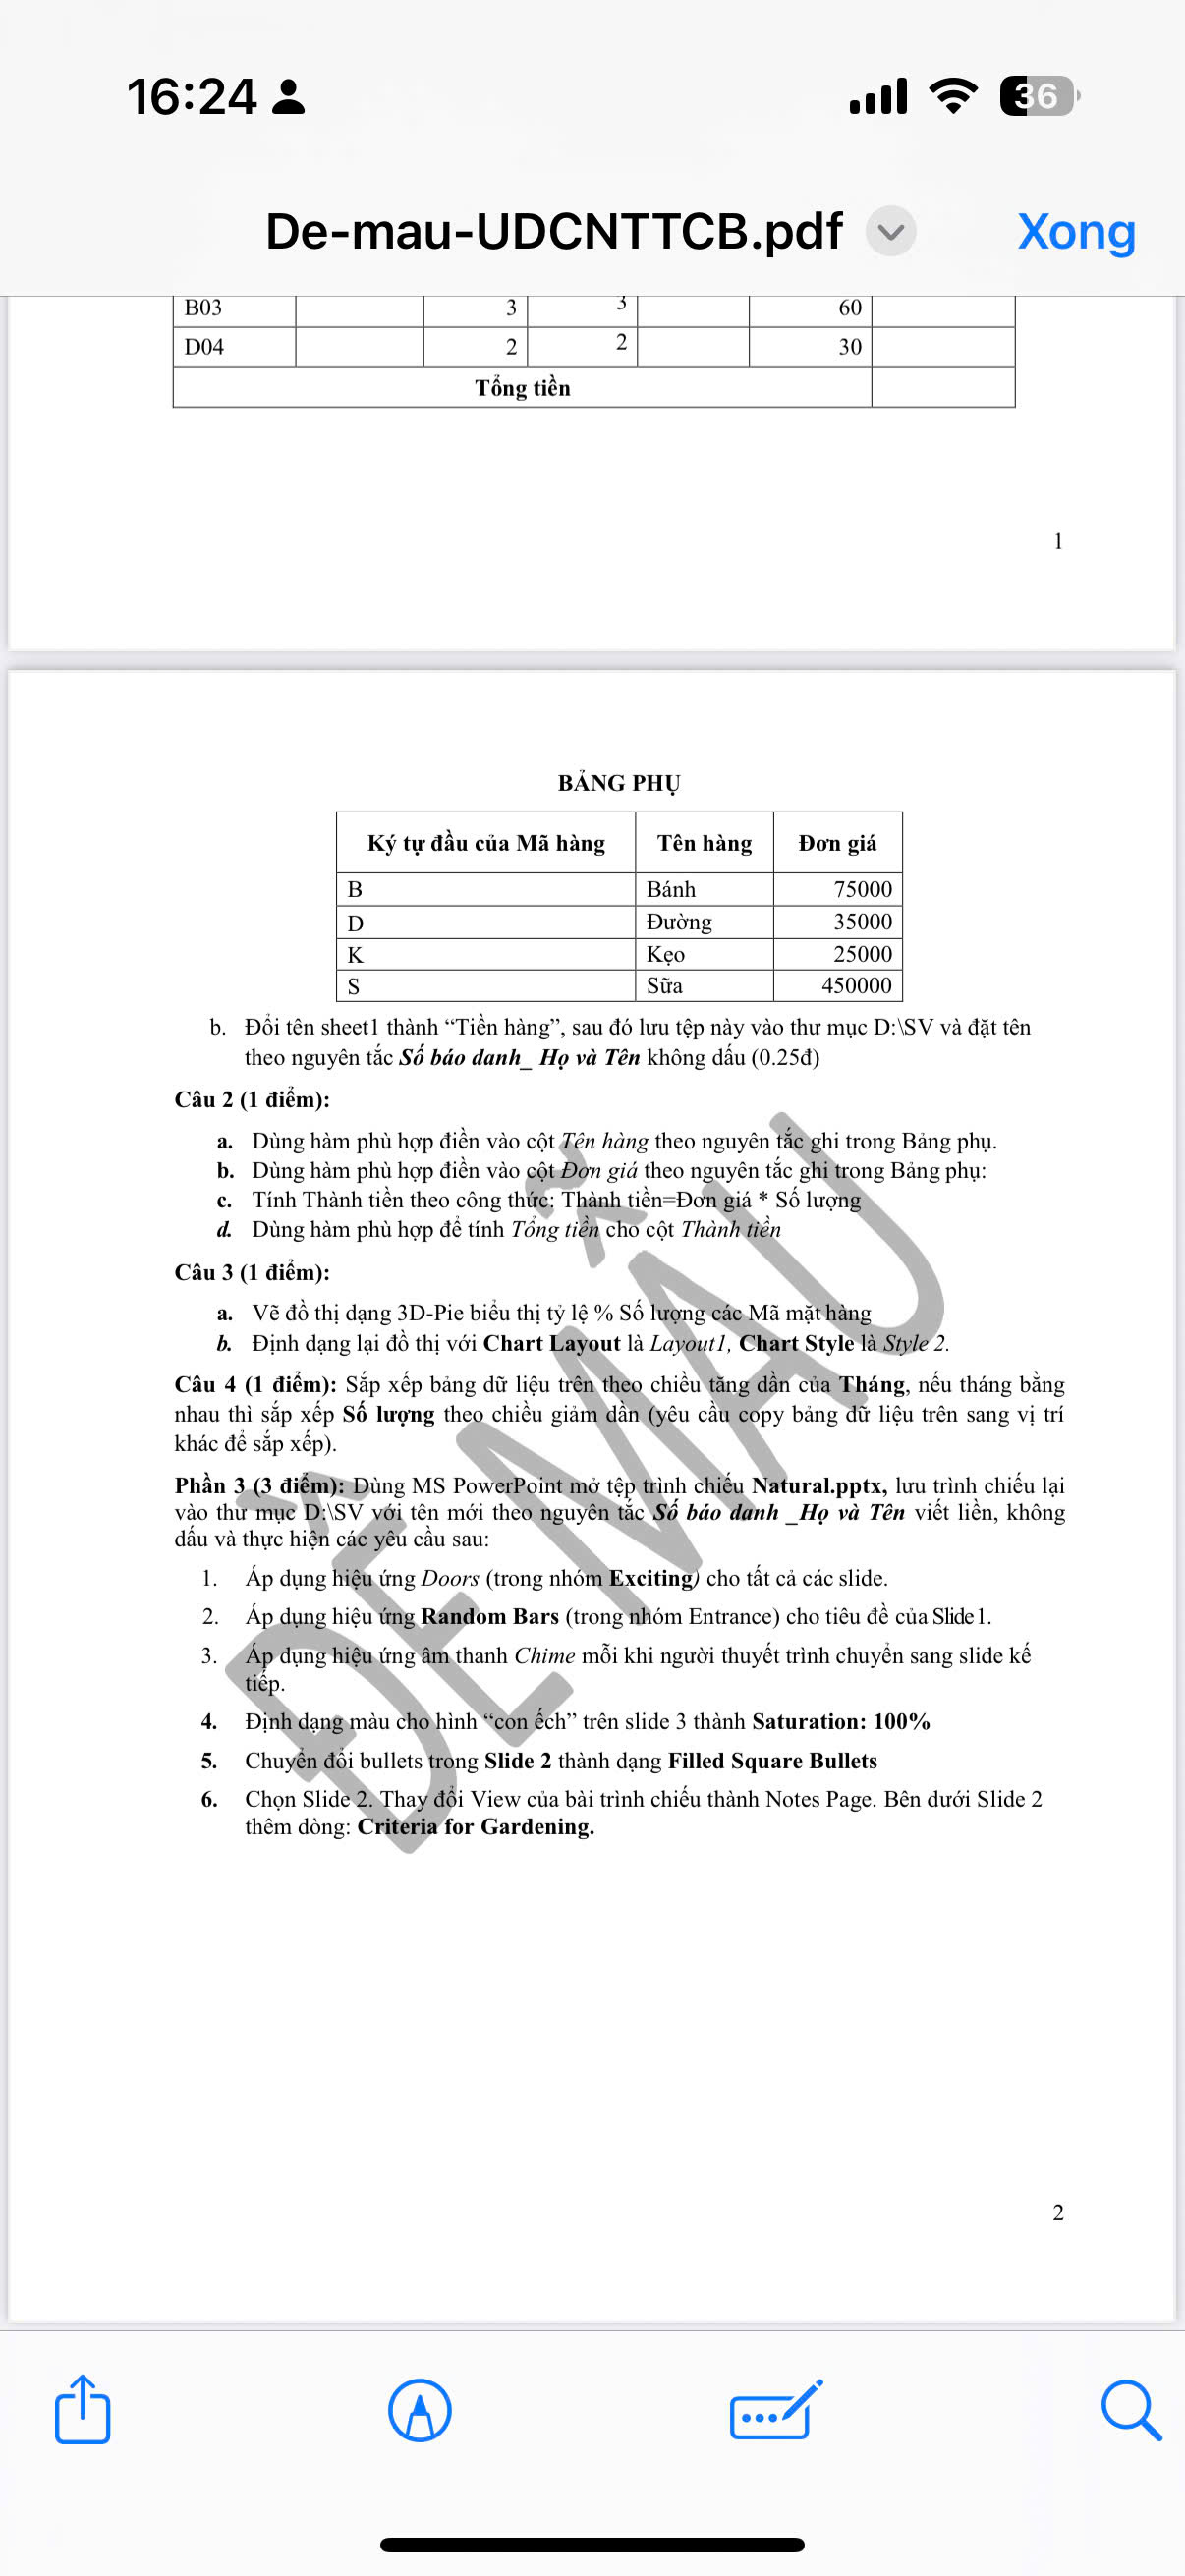 16:24
36
De-mau-UDCNTTCB.pdf
Xong
B03 3 3 60
D04 2 2 30
Tổng tiền
1
BẢNG PHỤ
Ký tự đầu của Mã hàng Tên hàng Đơn giá
B Bánh 75000
D Đường 35000
K Kẹo 25000
S Sữa 450000
b. Đổi tên sheet1 thành “Tiền hàng”, sau đó lưu tệp này vào thư mục D:\SV và đặt tên
theo nguyên tắc Số báo danh_ Họ và Tên không dấu (0.25đ)
Câu 2 (1 điểm):
a. Dùng hàm phù hợp điền vào cột Tên hàng theo nguyên tắc ghi trong Bảng phụ.
b. Dùng hàm phù hợp điền vào cột Đơn giá theo nguyên tắc ghi trong Bảng phụ:
c. Tính Thành tiền theo công thức: Thành tiền=Đơn giá * Số lượng
d. Dùng hàm phù hợp để tính Tổng tiền cho cột Thành tiền
Câu 3 (1 điểm):
a. Vẽ đồ thị dạng 3D-Pie biểu thị tỷ lệ % Số lượng các Mã mặt hàng
b. Định dạng lại đồ thị với Chart Layout là Layout1, Chart Style là Style 2.
Câu 4 (1 điểm): Sắp xếp bảng dữ liệu trên theo chiều tăng dần của Tháng, nếu tháng bằng
nhau thì sắp xếp Số lượng theo chiều giảm dần (yêu cầu copy bảng dữ liệu trên sang vị trí
khác để sắp xếp).
Phần 3 (3 điểm): Dùng MS PowerPoint mở tệp trình chiếu Natural.pptx, lưu trình chiếu lại
vào thư mục D:\SV với tên mới theo nguyên tắc Số báo danh _Họ và Tên viết liền, không
dấu và thực hiện các yêu cầu sau:
1. Áp dụng hiệu ứng Doors (trong nhóm Exciting) cho tất cả các slide.
2. Áp dụng hiệu ứng Random Bars (trong nhóm Entrance) cho tiêu đề của Slide1.
3. Áp dụng hiệu ứng âm thanh Chime mỗi khi người thuyết trình chuyển sang slide kế
tiếp.
4. Định dạng màu cho hình “con ếch” trên slide 3 thành Saturation: 100%
5. Chuyển đổi bullets trong Slide 2 thành dạng Filled Square Bullets
6. Chọn Slide 2. Thay đổi View của bài trình chiếu thành Notes Page. Bên dưới Slide 2
thêm dòng: Criteria for Gardening.
ĐỀ MẪU
2